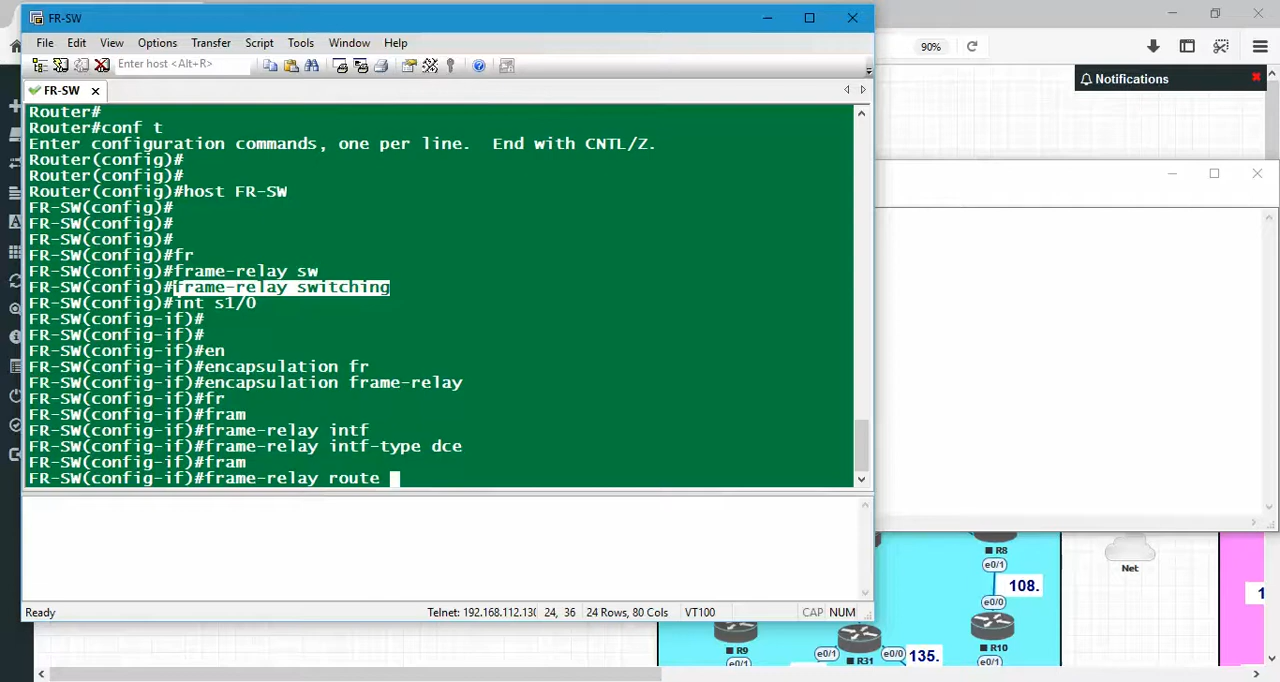 FR-SW
File Edit View Options Transfer Script Tools Window Help
Enter host <Alt+R>
FR-SW
Router#
Router#conf t
Enter configuration commands, one per line.  End with CNTL/Z.
Router(config)#
Router(config)#
Router(config)#host FR-SW
FR-SW(config)#
FR-SW(config)#
FR-SW(config)#
FR-SW(config)#fr
FR-SW(config)#frame-relay sw
FR-SW(config)#frame-relay switching
FR-SW(config)#int s1/0
FR-SW(config-if)#
FR-SW(config-if)#
FR-SW(config-if)#en
FR-SW(config-if)#encapsulation fr
FR-SW(config-if)#encapsulation frame-relay
FR-SW(config-if)#fr
FR-SW(config-if)#fram
FR-SW(config-if)#frame-relay intf
FR-SW(config-if)#frame-relay intf-type dce
FR-SW(config-if)#fram
FR-SW(config-if)#frame-relay route
Ready
Telnet: 192.168.112.130 24, 36 24 Rows, 80 Cols VT100 CAP NUM
90%
Notifications
R8
e0/1
108.
e0/0
R10
e0/1
Net
R9
e0/1
e0/1
R31
e0/0
135.
1